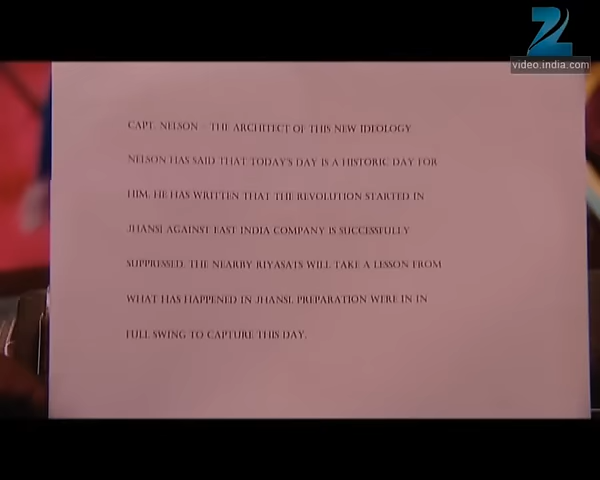 Z
video.india.com
CAPT. NELSON - THE ARCHITECT OF THIS NEW IDEOLOGY
NELSON HAS SAID THAT TODAY'S DAY IS A HISTORIC DAY FOR
HIM. HE HAS WRITTEN THAT THE REVOLUTION STARTED IN
JHANSI AGAINST EAST INDIA COMPANY IS SUCCESSFULLY
SUPPRESSED. THE NEARBY RIYASATS WILL TAKE A LESSON FROM
WHAT HAS HAPPENED IN JHANSI. PREPARATION WERE IN IN
FULL SWING TO CAPTURE THIS DAY.